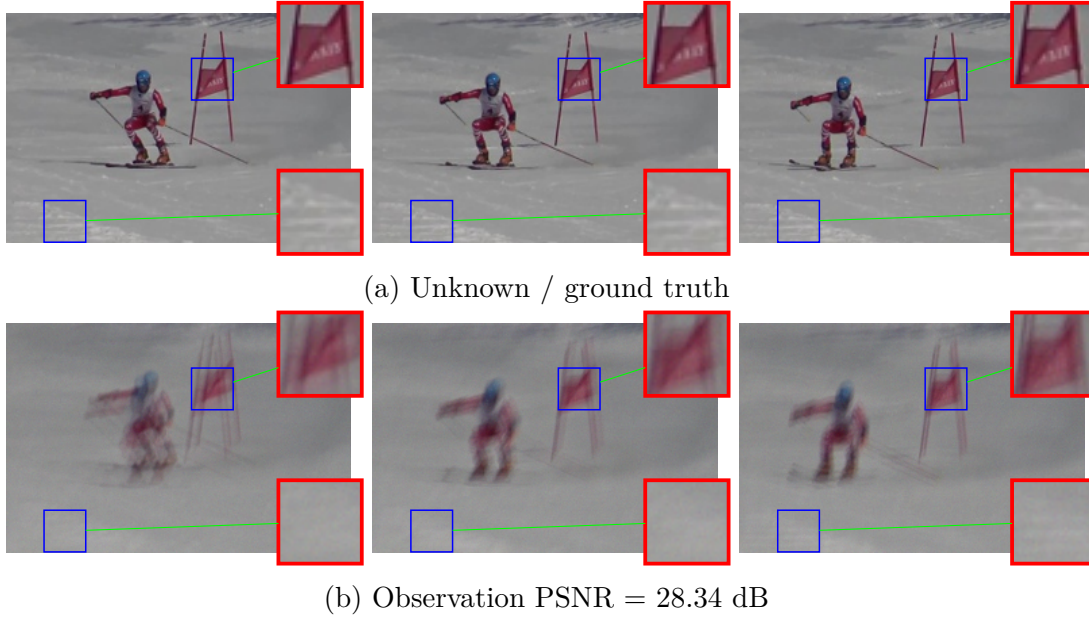 (a) Unknown / ground truth
(b) Observation PSNR = 28.34 dB